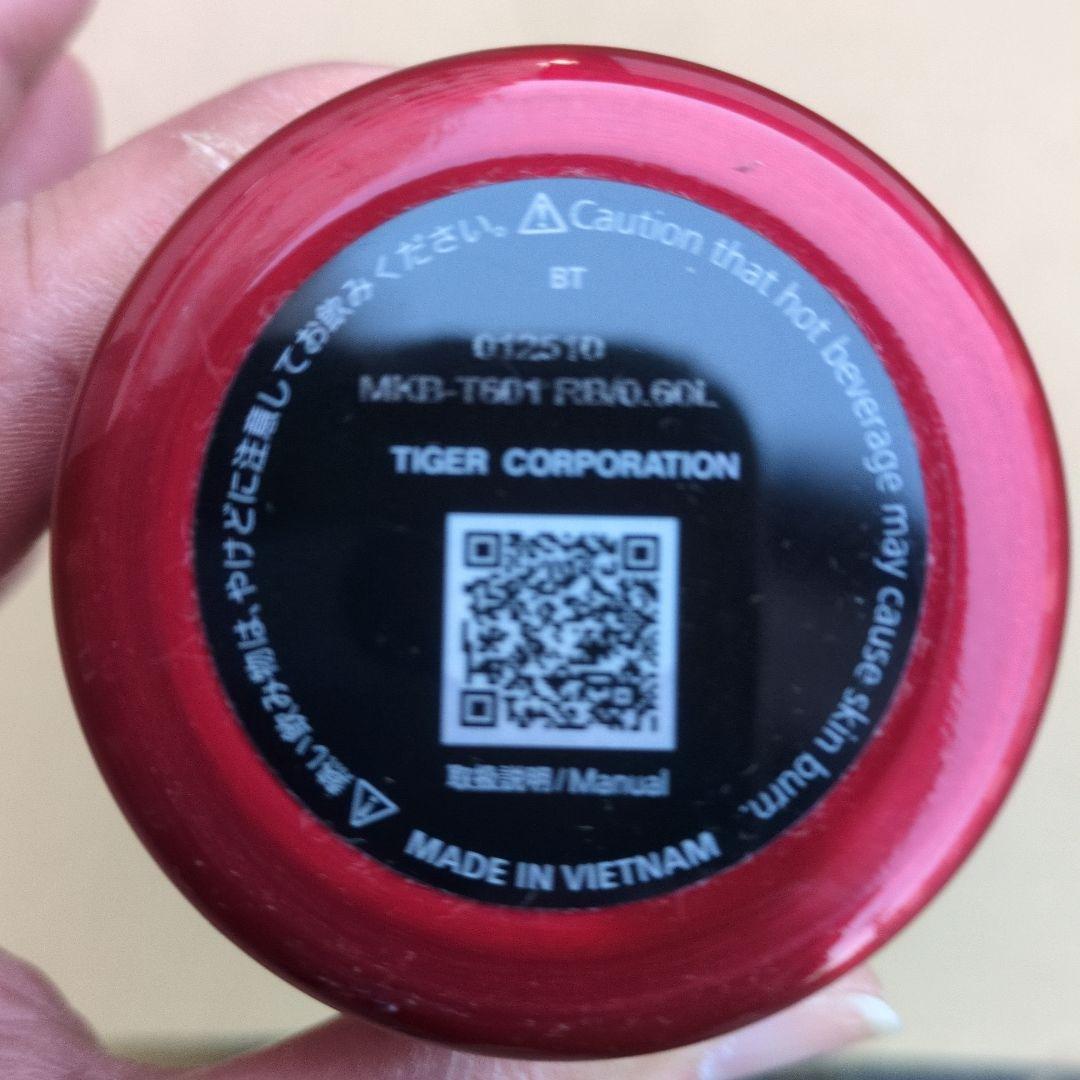 ⚠Caution that hot beverage may cause skin burn.
BT
012510
MKB-T601 RB/0.60L
TIGER CORPORATION
取扱説明/Manual
MADE IN VIETNAM
⚠熱い飲み物は、やけどに注意してお飲みください。